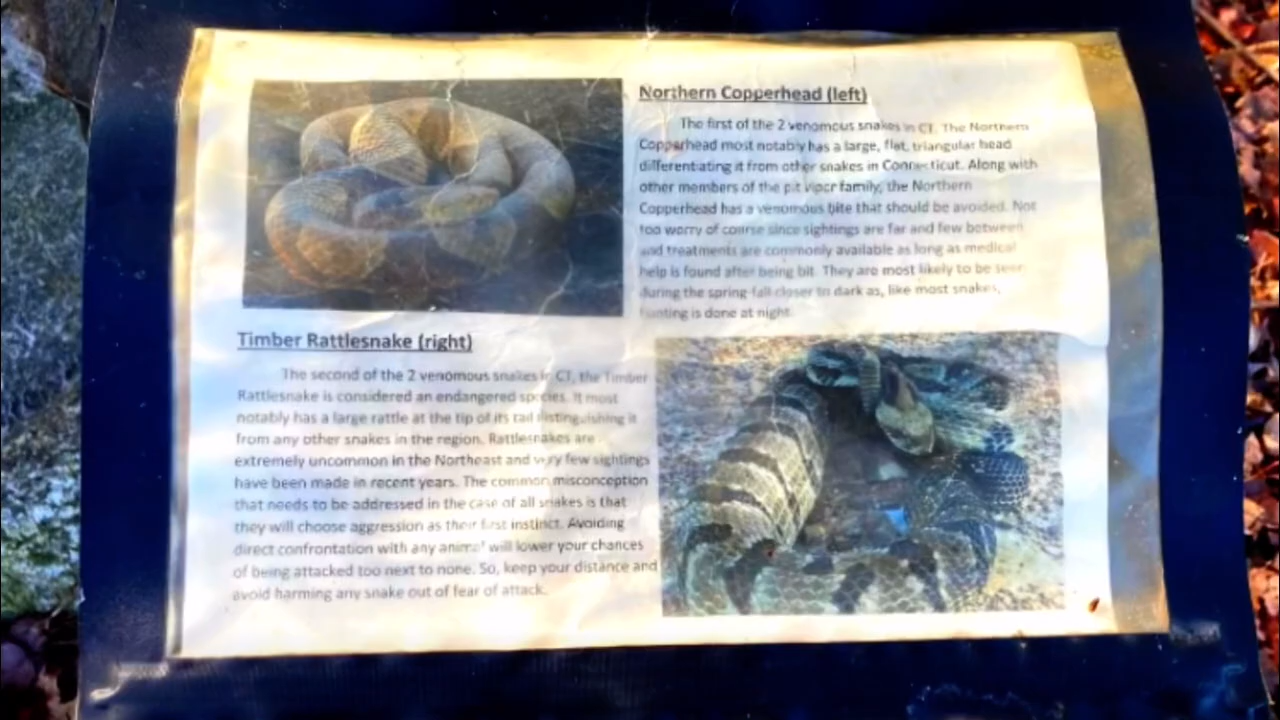 Northern Copperhead (left)
The first of the 2 venomous snakes in CT. The Northern
Copperhead most notably has a large, flat, triangular head
differentiating it from other snakes in Connecticut. Along with
other members of the pit viper family, the Northern
Copperhead has a venomous bite that should be avoided. Not
too worry of course since sightings are far and few between
and treatments are commonly available as long as medical
help is found after being bit. They are most likely to be seen
during the spring-fall closer to dark as, like most snakes,
hunting is done at night.
Timber Rattlesnake (right)
The second of the 2 venomous snakes in CT, the Timber
Rattlesnake is considered an endangered species. It most
notably has a large rattle at the tip of its tail distinguishing it
from any other snakes in the region. Rattlesnakes are
extremely uncommon in the Northeast and very few sightings
have been made in recent years. The common misconception
that needs to be addressed in the case of all snakes is that
they will choose aggression as their first instinct. Avoiding
direct confrontation with any animal will lower your chances
of being attacked too next to none. So, keep your distance and
avoid harming any snake out of fear of attack.